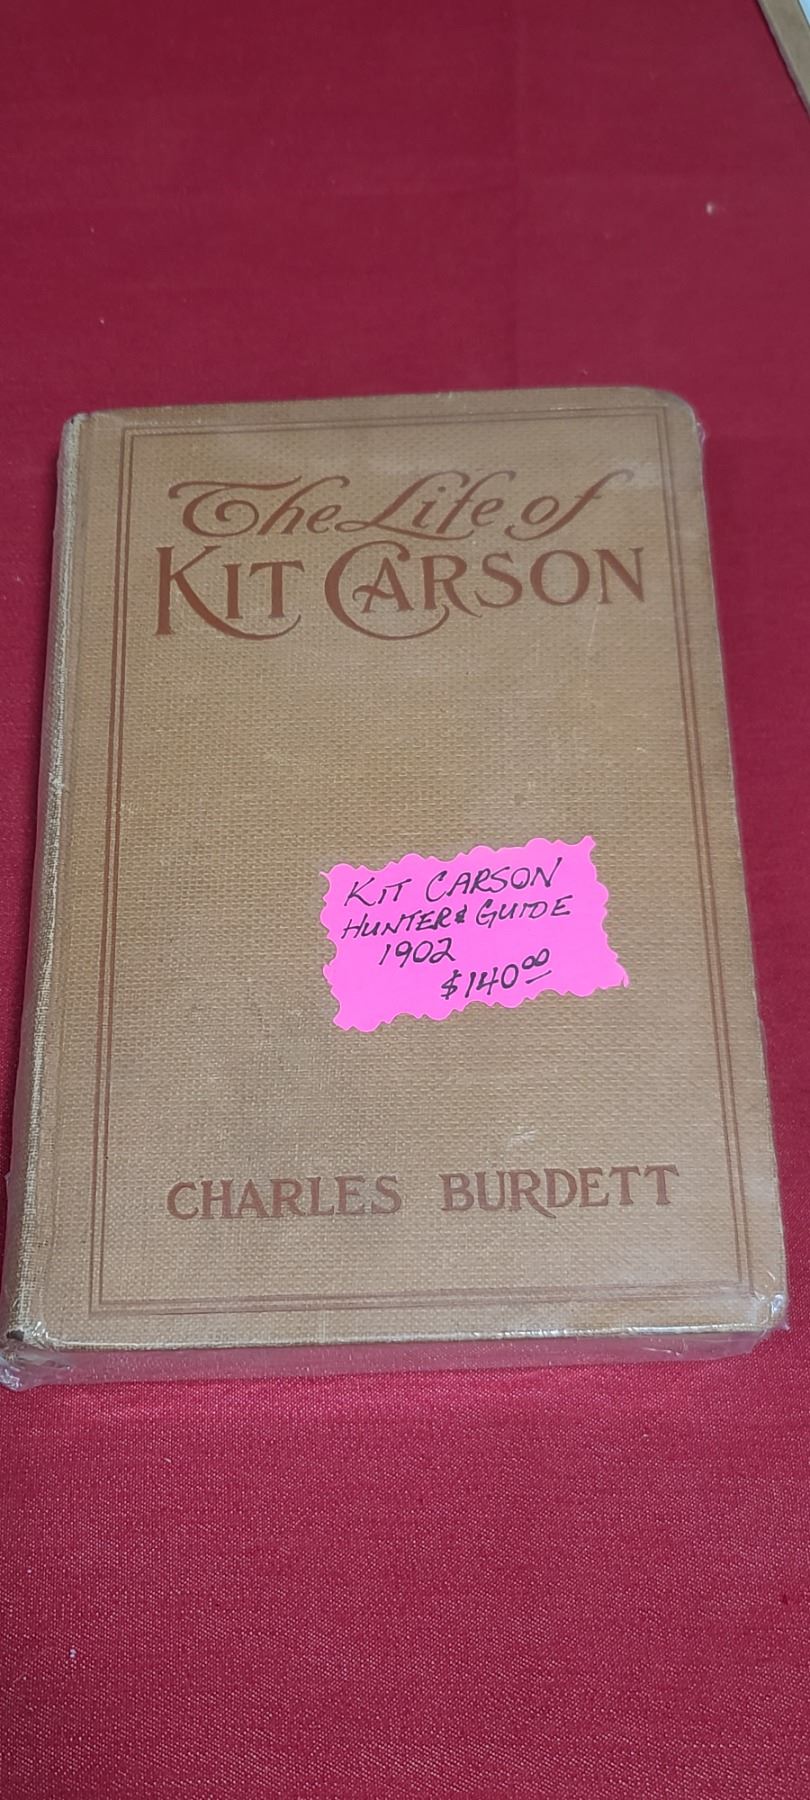 The Life of
KIT CARSON
KIT CARSON
HUNTER & GUIDE
1902
$140.00
CHARLES BURDETT